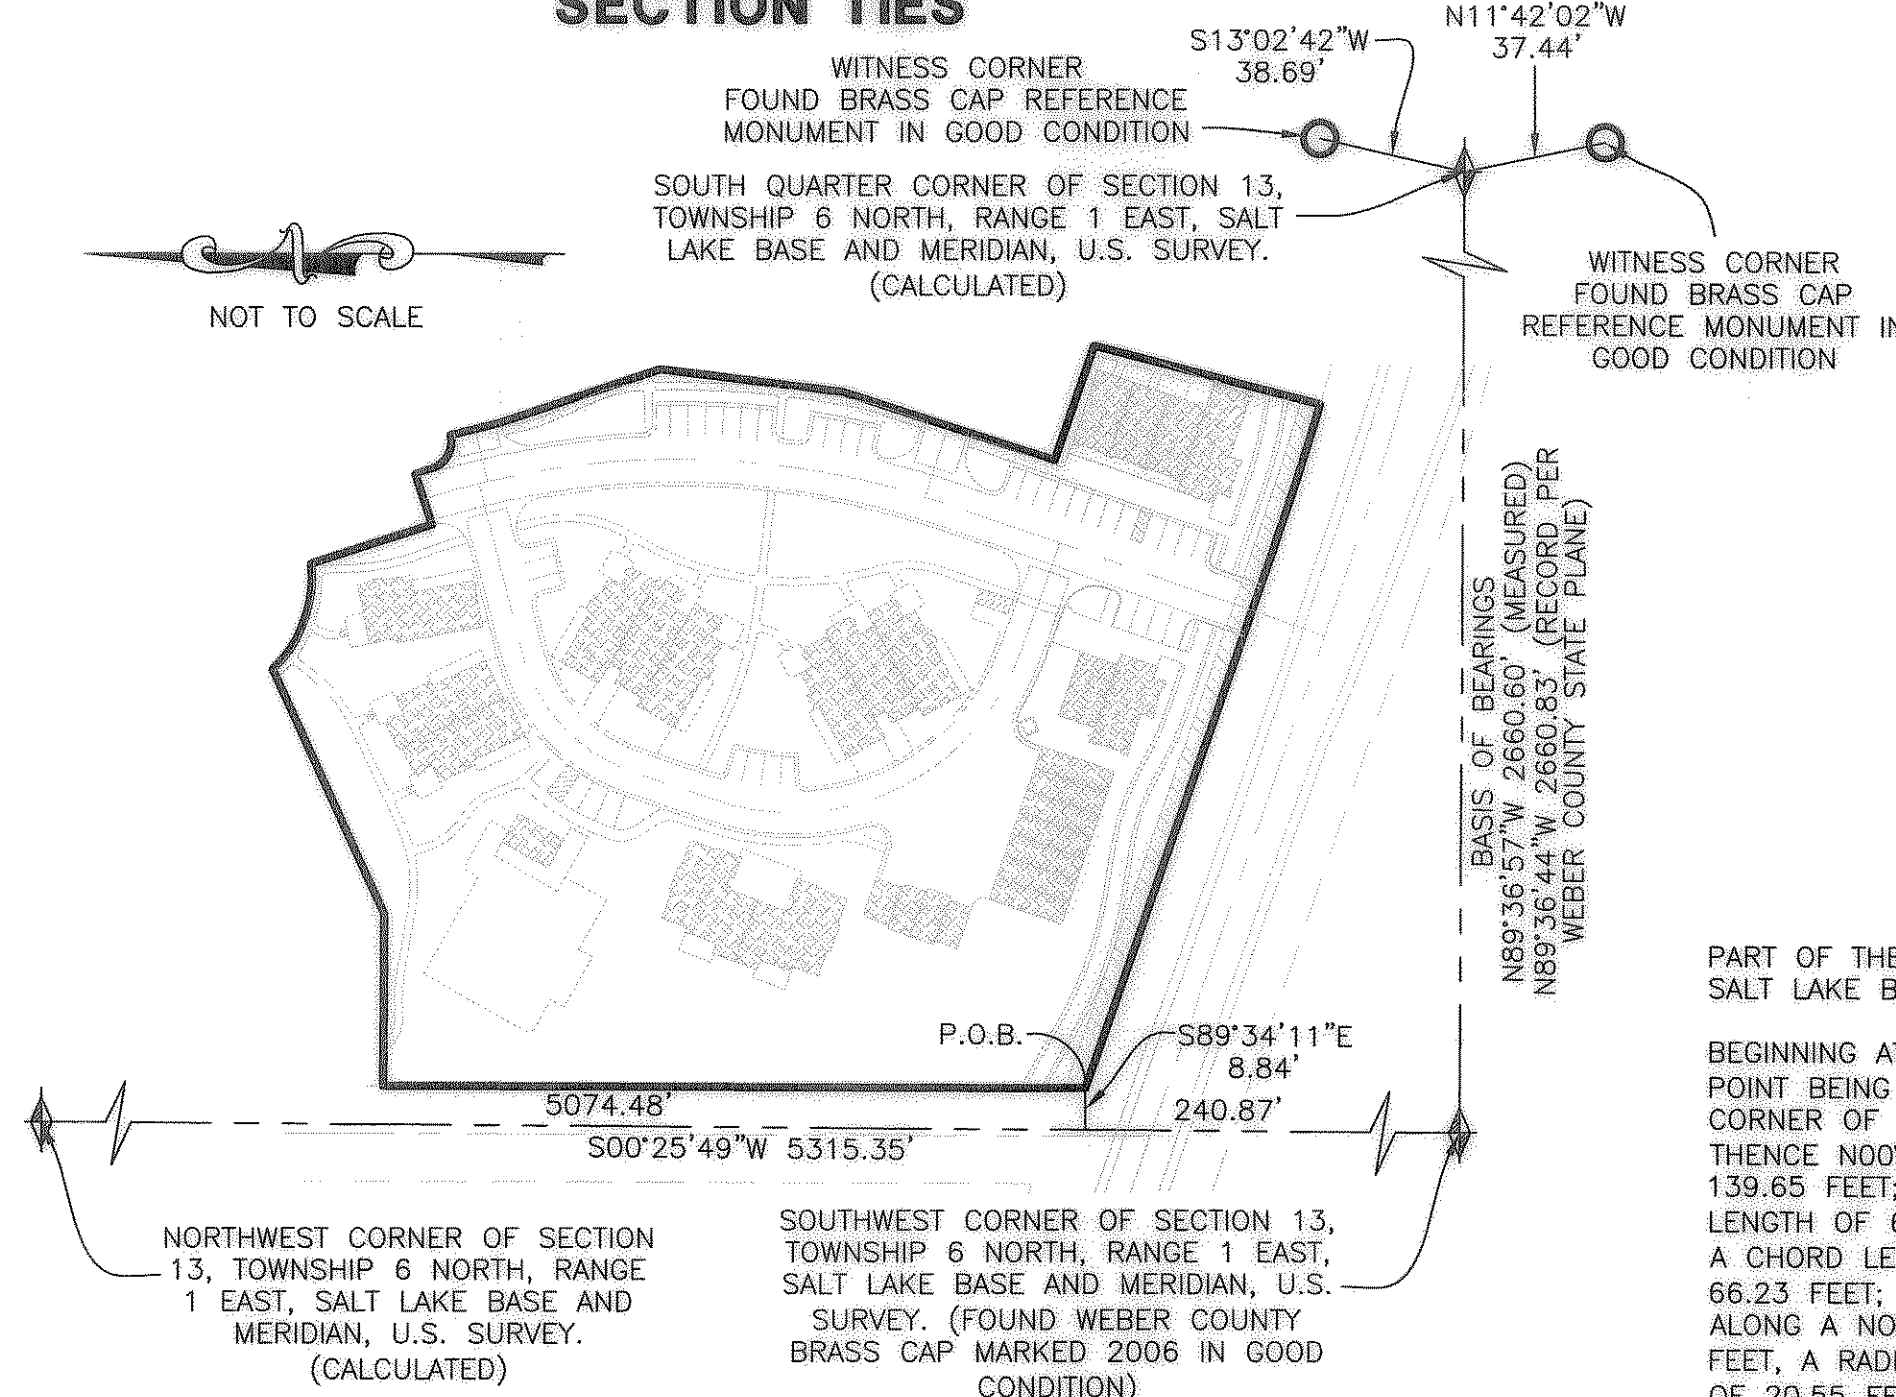 SECTION TIES
S13°02'42"W
38.69'
N11°42'02"W
37.44'
WITNESS CORNER
FOUND BRASS CAP REFERENCE
MONUMENT IN GOOD CONDITION
SOUTH QUARTER CORNER OF SECTION 13,
TOWNSHIP 6 NORTH, RANGE 1 EAST, SALT
LAKE BASE AND MERIDIAN, U.S. SURVEY.
(CALCULATED)
NOT TO SCALE
WITNESS CORNER
FOUND BRASS CAP
REFERENCE MONUMENT IN
GOOD CONDITION
BASIS OF BEARINGS
N89°36'57"W 2660.60' (MEASURED)
N89°36'44"W 2660.83' (RECORD PER
WEBER COUNTY STATE PLANE)
P.O.B.
S89°34'11"E
8.84'
5074.48'
240.87'
S00°25'49"W 5315.35'
NORTHWEST CORNER OF SECTION
13, TOWNSHIP 6 NORTH, RANGE
1 EAST, SALT LAKE BASE AND
MERIDIAN, U.S. SURVEY.
(CALCULATED)
SOUTHWEST CORNER OF SECTION 13,
TOWNSHIP 6 NORTH, RANGE 1 EAST,
SALT LAKE BASE AND MERIDIAN, U.S.
SURVEY. (FOUND WEBER COUNTY
BRASS CAP MARKED 2006 IN GOOD
CONDITION)
PART OF THE
SALT LAKE B
BEGINNING AT
POINT BEING
CORNER OF
THENCE N00°
139.65 FEET;
LENGTH OF 6
A CHORD LE
66.23 FEET;
ALONG A NO
FEET, A RADI
OF 20.55 FE